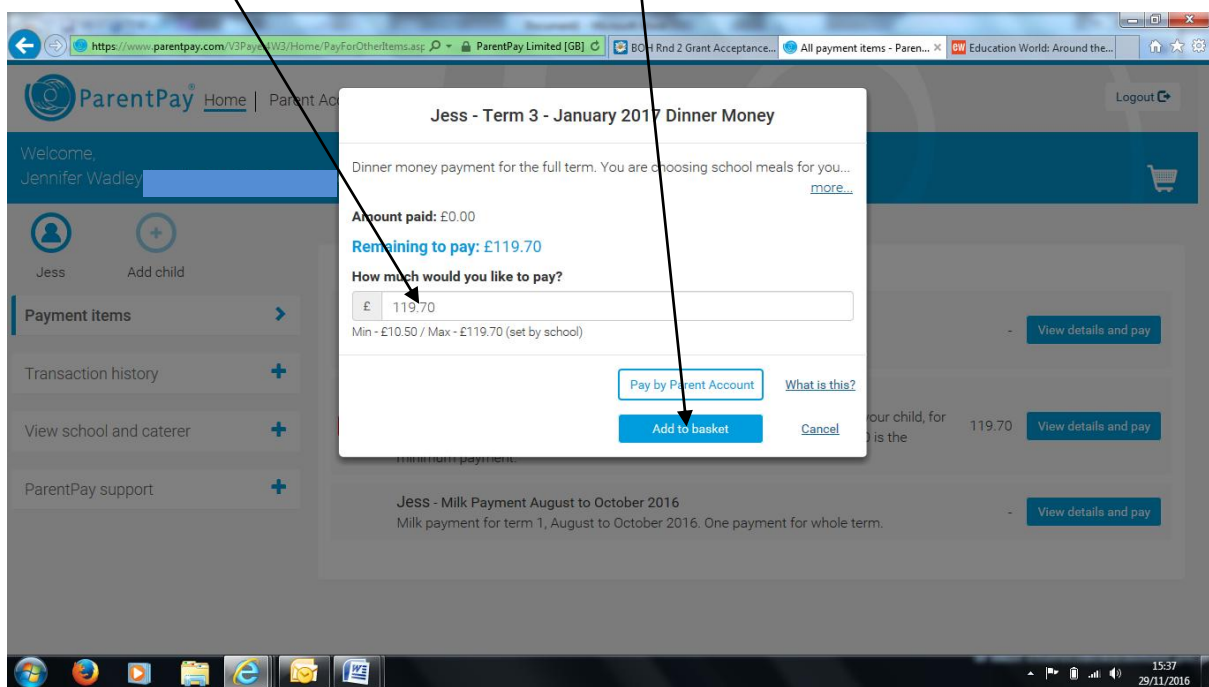 https://www.parentpay.com/V3Payer4W3/Home/PayForOtherItems.asp
ParentPay Limited [GB]
BOH Rnd 2 Grant Acceptance...
All payment items - Paren...
Education World: Around the...
ParentPay Home | Parent Acc
Logout
Welcome,
Jennifer Wadley
Jess
Add child
Payment items
Transaction history
View school and caterer
ParentPay support
Jess - Term 3 - January 2017 Dinner Money
Dinner money payment for the full term. You are choosing school meals for you...
more...
Amount paid: £0.00
Remaining to pay: £119.70
How much would you like to pay?
£ 119.70
Min - £10.50 / Max - £119.70 (set by school)
Pay by Parent Account What is this?
Add to basket Cancel
- View details and pay
your child, for
is the
119.70 View details and pay
minimum payment.
Jess - Milk Payment August to October 2016
Milk payment for term 1, August to October 2016. One payment for whole term.
- View details and pay
15:37
29/11/2016